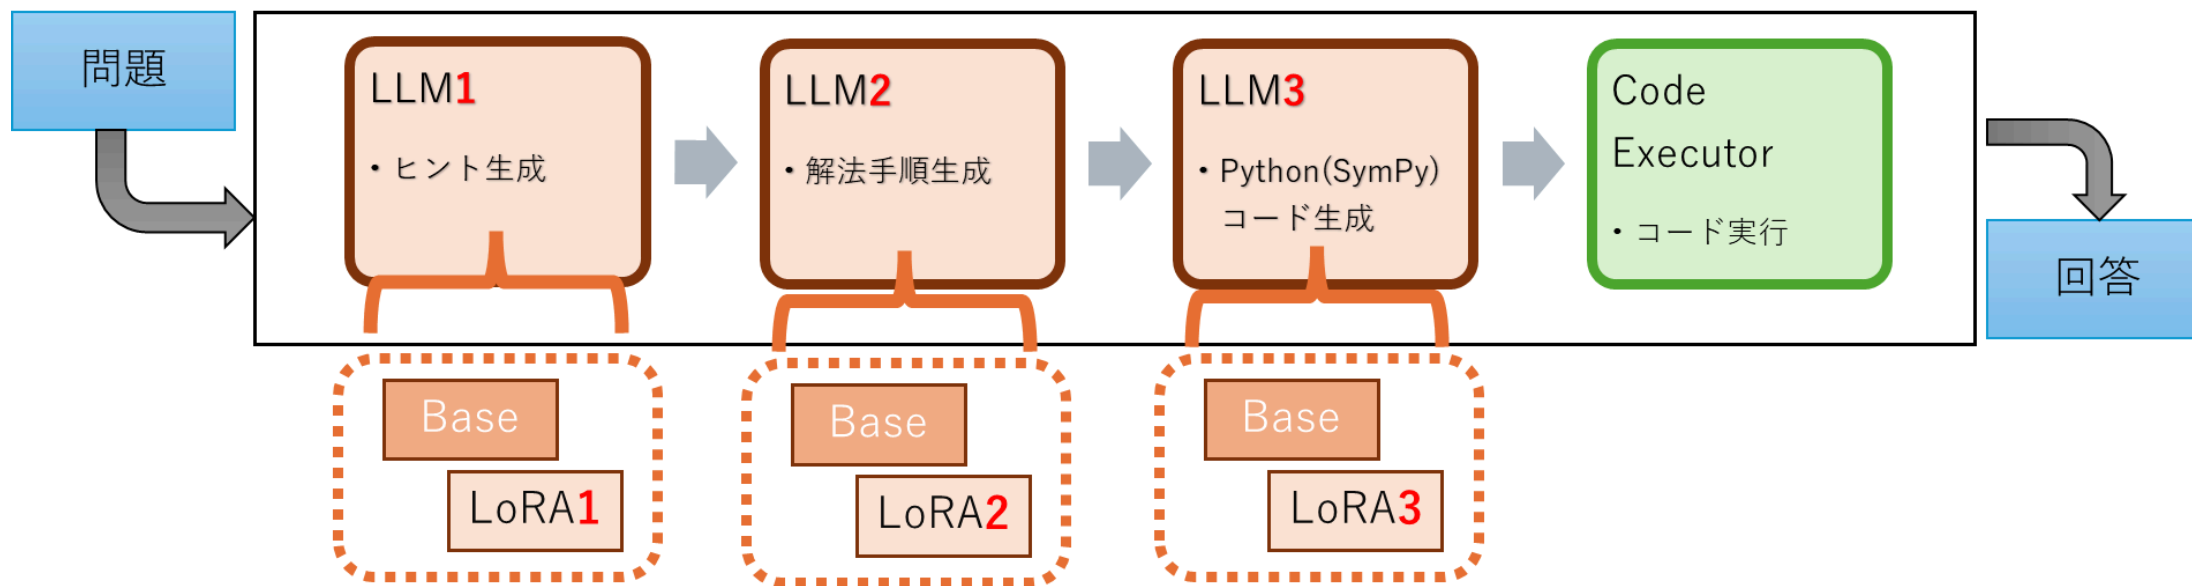 問題
LLM1
・ヒント生成
LLM2
・解法手順生成
LLM3
・Python(SymPy)
コード生成
Code
Executor
・コード実行
回答
Base
LoRA1
Base
LoRA2
Base
LoRA3